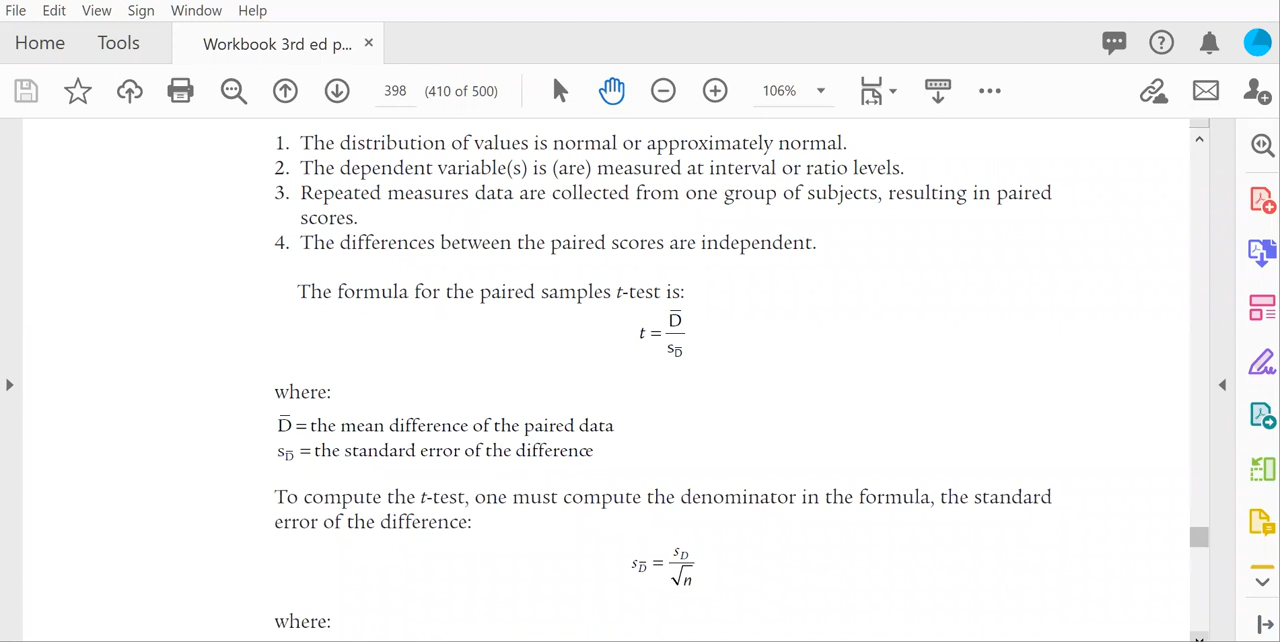 File Edit View Sign Window Help
Home Tools Workbook 3rd ed p... ×
398 (410 of 500) 106%
1. The distribution of values is normal or approximately normal.
2. The dependent variable(s) is (are) measured at interval or ratio levels.
3. Repeated measures data are collected from one group of subjects, resulting in paired
scores.
4. The differences between the paired scores are independent.
The formula for the paired samples t-test is:
t = D̅ / s_D̅
where:
D̅ = the mean difference of the paired data
s_D̅ = the standard error of the difference
To compute the t-test, one must compute the denominator in the formula, the standard
error of the difference:
s_D̅ = s_D / √n
where: